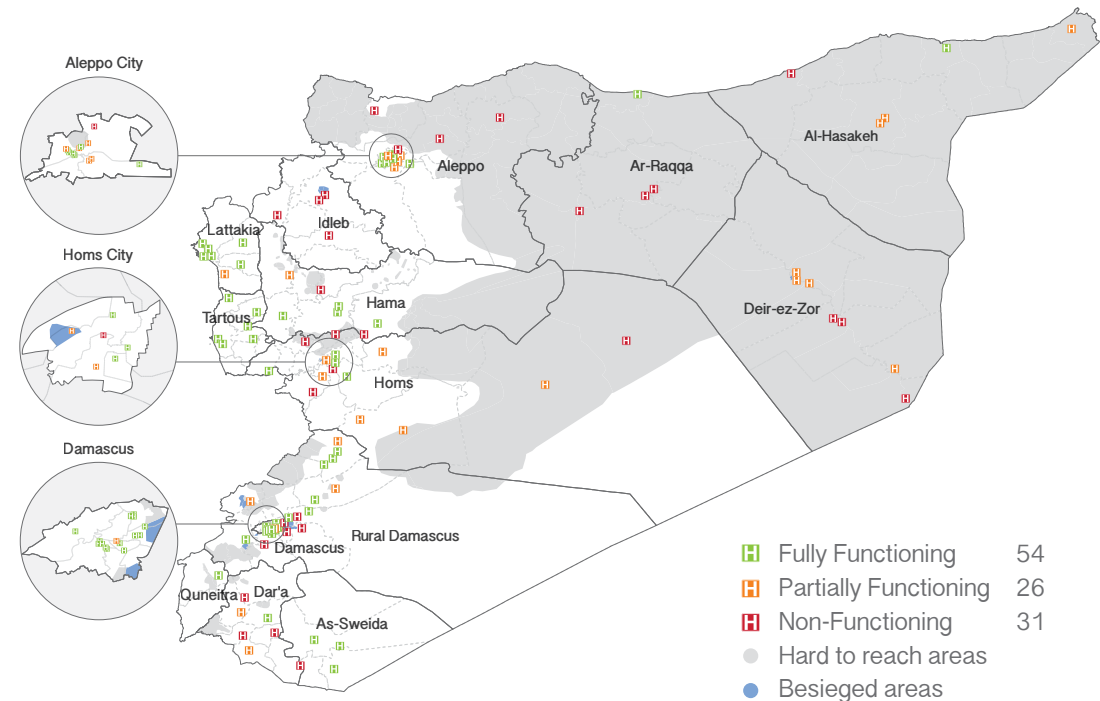 Aleppo City
Homs City
Damascus
Aleppo
Ar-Raqqa
Al-Hasakeh
Idleb
Lattakia
Hama
Tartous
Deir-ez-Zor
Homs
Rural Damascus
Damascus
Quneitra
Dar'a
As-Sweida
H Fully Functioning 54
H Partially Functioning 26
H Non-Functioning 31
Hard to reach areas
Besieged areas